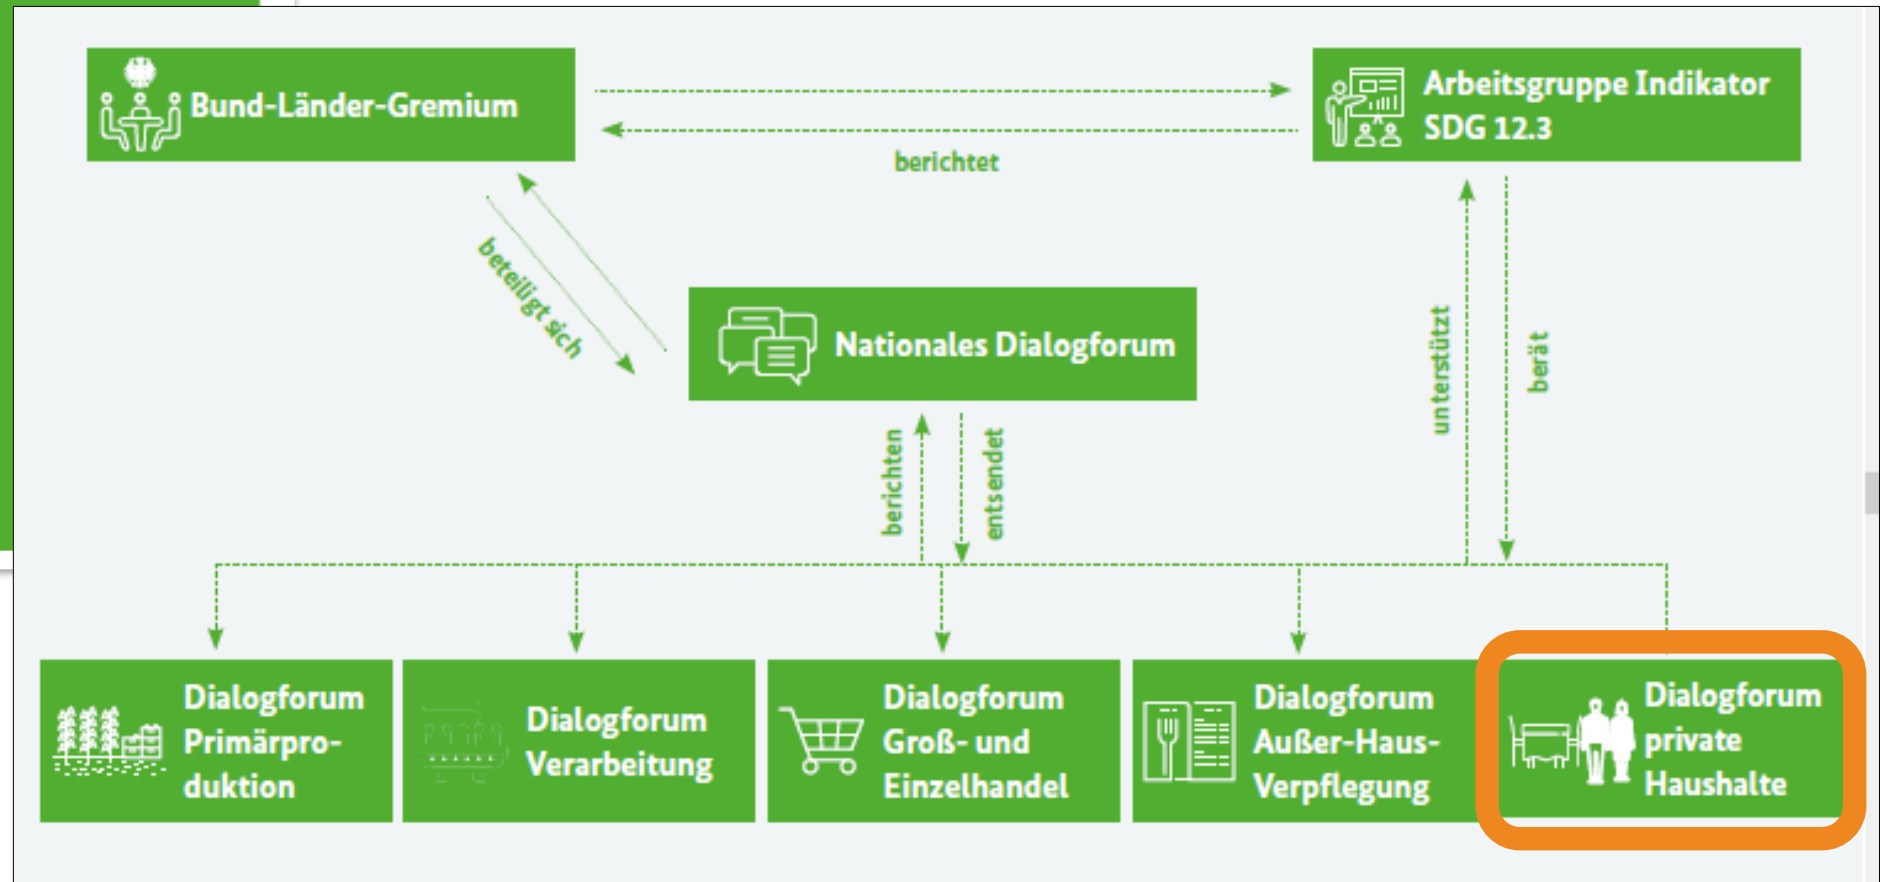 Bund-Länder-Gremium
Arbeitsgruppe Indikator
SDG 12.3
berichtet
beteiligt sich
Nationales Dialogforum
unterstützt
berät
berichten
entsendet
Dialogforum
Primärpro-
duktion
Dialogforum
Verarbeitung
Dialogforum
Groß- und
Einzelhandel
Dialogforum
Außer-Haus-
Verpflegung
Dialogforum
private
Haushalte